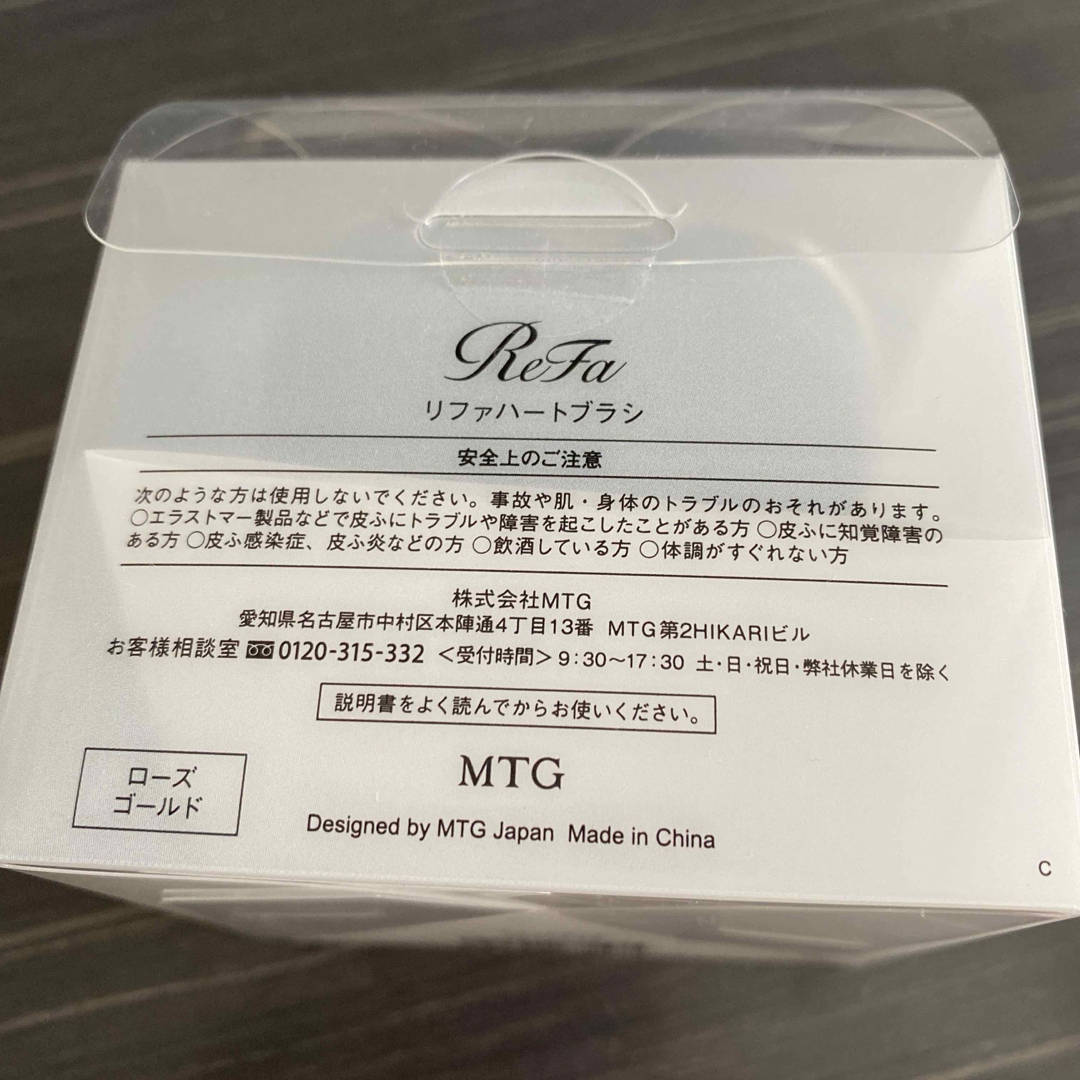 ReFa
リファハートブラシ
安全上のご注意
次のような方は使用しないでください。事故や肌・身体のトラブルのおそれがあります。
○エラストマー製品などで皮ふにトラブルや障害を起こしたことがある方 ○皮ふに知覚障害の
ある方 ○皮ふ感染症、皮ふ炎などの方 ○飲酒している方 ○体調がすぐれない方
株式会社MTG
愛知県名古屋市中村区本陣通4丁目13番 MTG第2HIKARIビル
お客様相談室 0120-315-332 <受付時間> 9:30~17:30 土・日・祝日・弊社休業日を除く
説明書をよく読んでからお使いください。
ローズ
ゴールド
MTG
Designed by MTG Japan Made in China
C